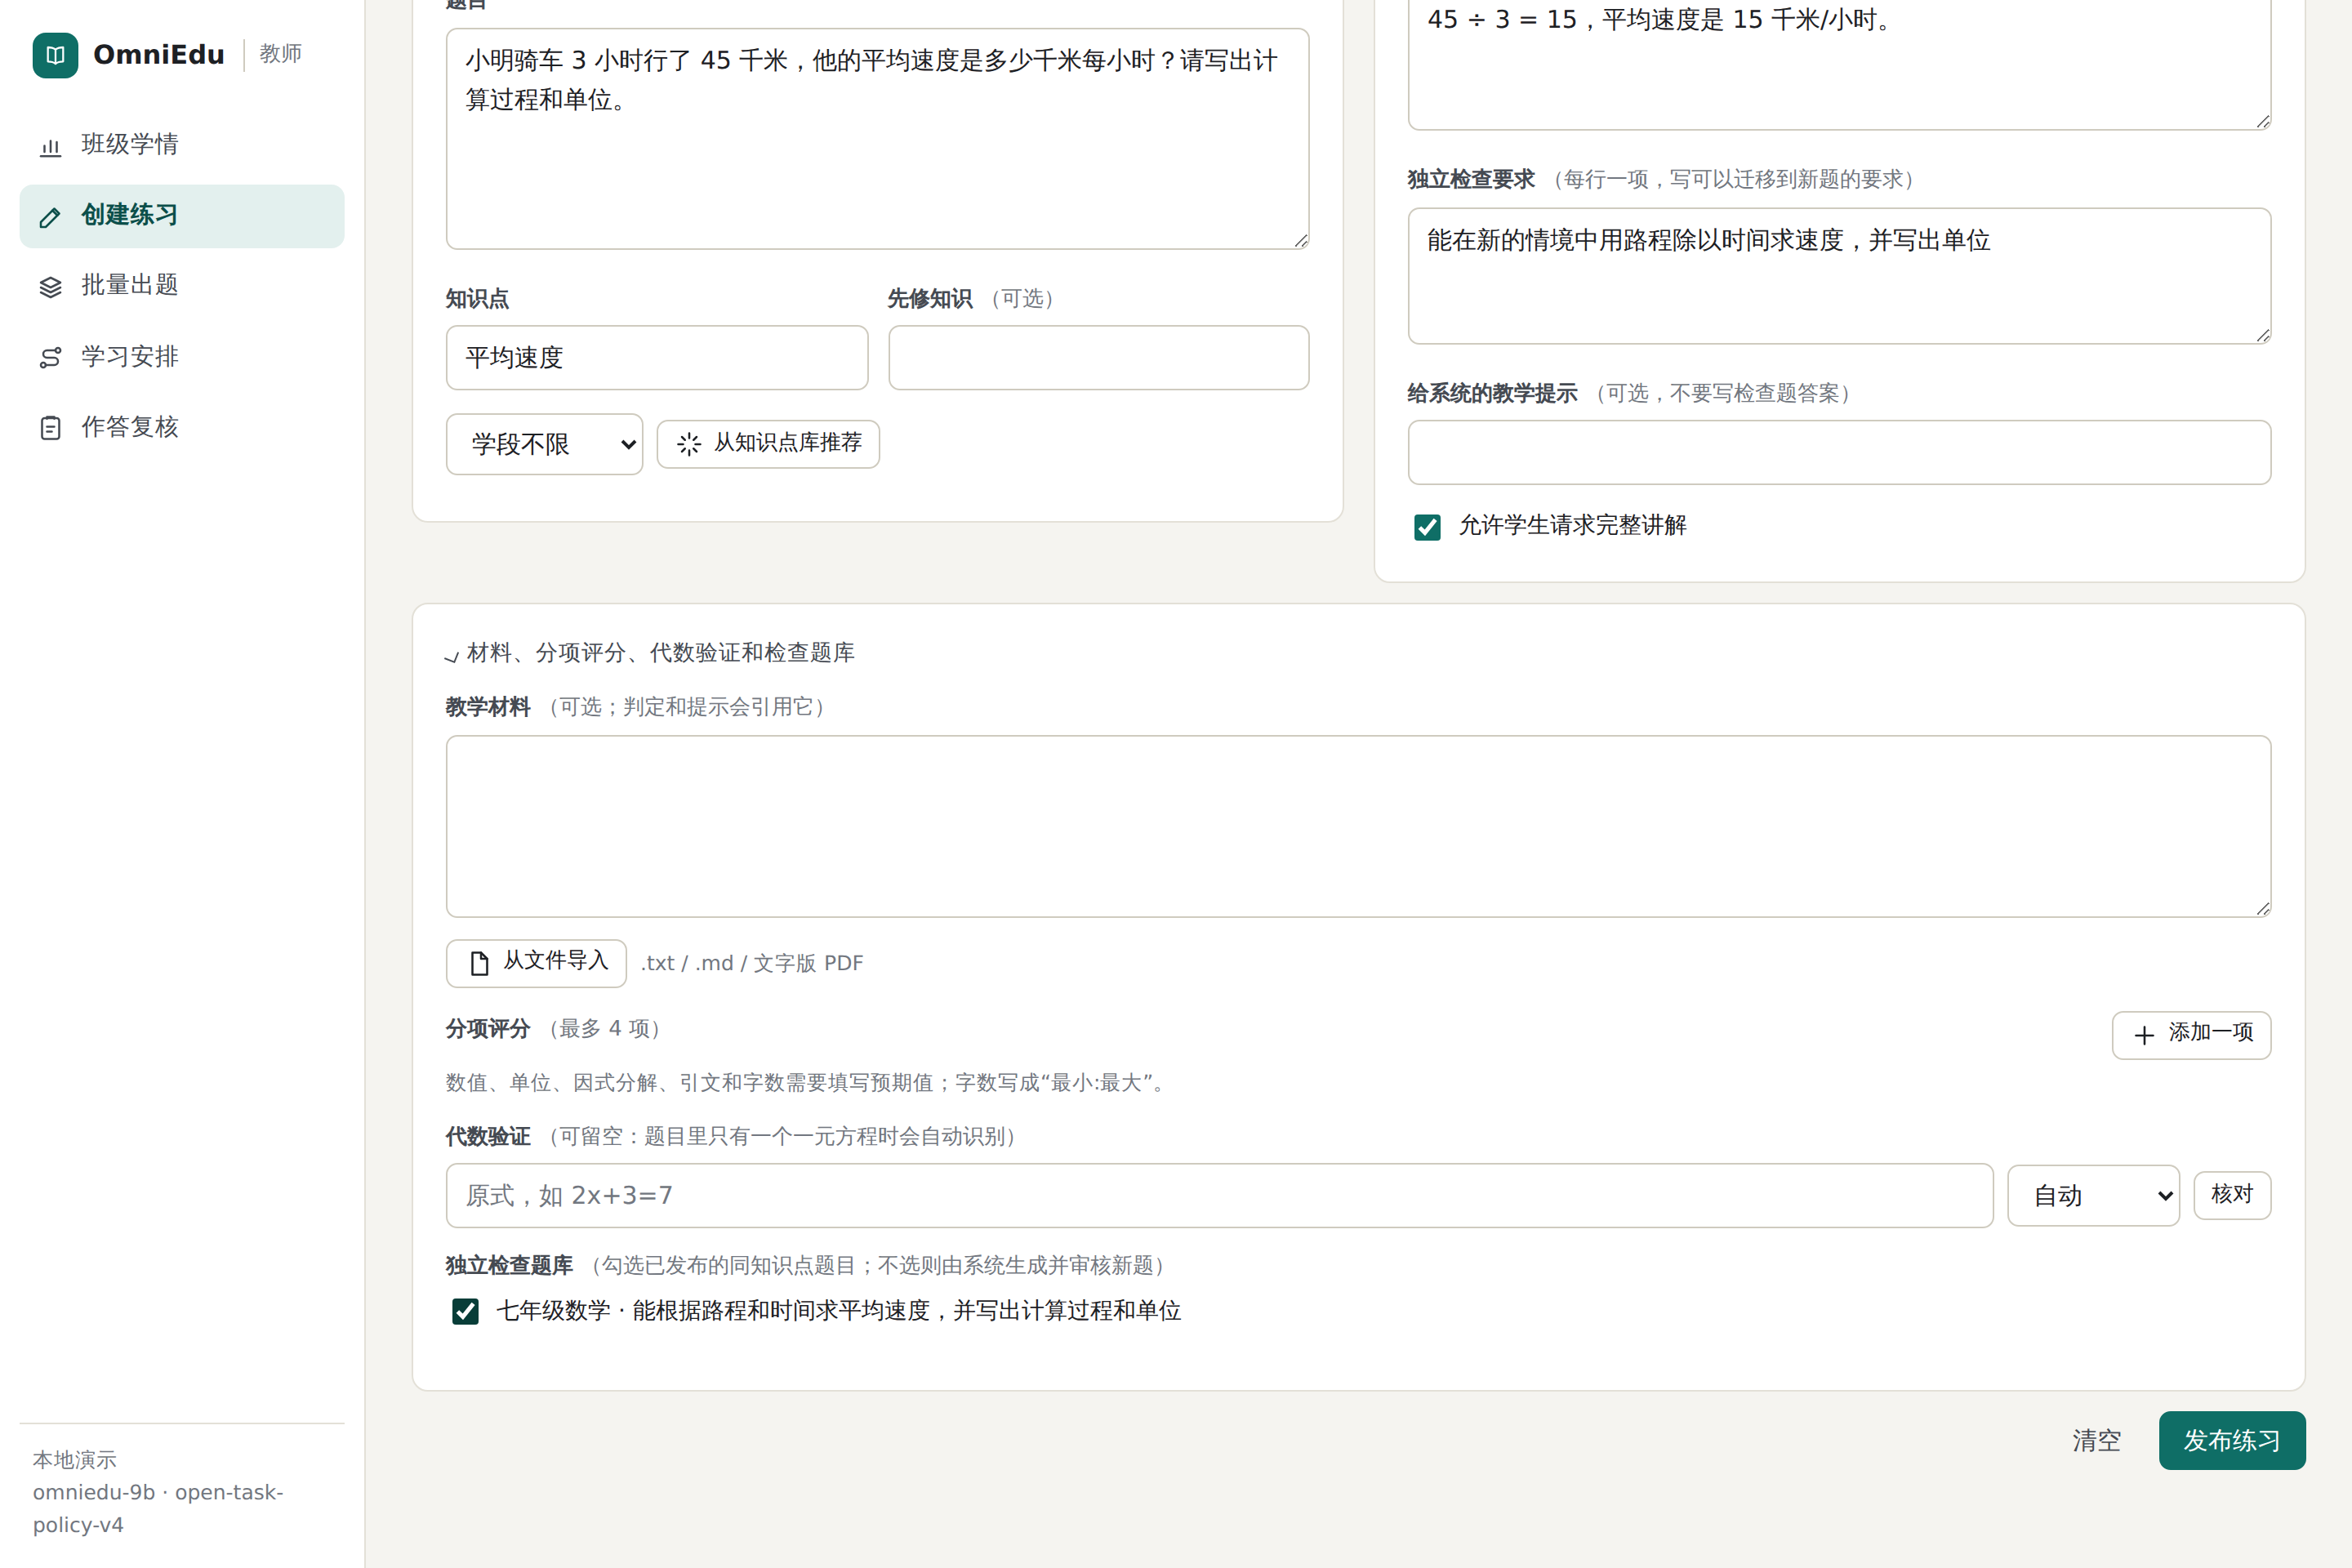 OmniEdu 教师
班级学情
创建练习
批量出题
学习安排
作答复核
本地演示
omniedu-9b · open-task-
policy-v4
题目
小明骑车 3 小时行了 45 千米，他的平均速度是多少千米每小时？请写出计
算过程和单位。
知识点
平均速度
先修知识 （可选）
学段不限
从知识点库推荐
45 ÷ 3 = 15，平均速度是 15 千米/小时。
独立检查要求 （每行一项，写可以迁移到新题的要求）
能在新的情境中用路程除以时间求速度，并写出单位
给系统的教学提示 （可选，不要写检查题答案）
允许学生请求完整讲解
材料、分项评分、代数验证和检查题库
教学材料 （可选；判定和提示会引用它）
从文件导入 .txt / .md / 文字版 PDF
分项评分 （最多 4 项）
添加一项
数值、单位、因式分解、引文和字数需要填写预期值；字数写成“最小:最大”。
代数验证 （可留空：题目里只有一个一元方程时会自动识别）
原式，如 2x+3=7
自动
核对
独立检查题库 （勾选已发布的同知识点题目；不选则由系统生成并审核新题）
七年级数学 · 能根据路程和时间求平均速度，并写出计算过程和单位
清空
发布练习